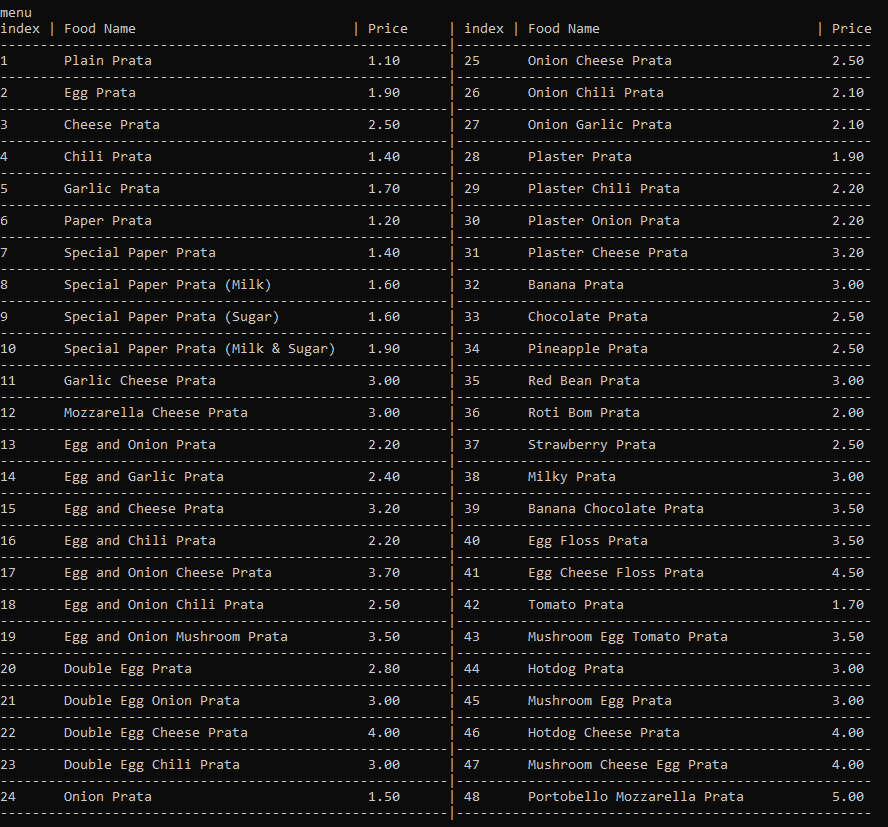 menu
index | Food Name | Price | index | Food Name | Price
1 Plain Prata 1.10 | 25 Onion Cheese Prata 2.50
2 Egg Prata 1.90 | 26 Onion Chili Prata 2.10
3 Cheese Prata 2.50 | 27 Onion Garlic Prata 2.10
4 Chili Prata 1.40 | 28 Plaster Prata 1.90
5 Garlic Prata 1.70 | 29 Plaster Chili Prata 2.20
6 Paper Prata 1.20 | 30 Plaster Onion Prata 2.20
7 Special Paper Prata 1.40 | 31 Plaster Cheese Prata 3.20
8 Special Paper Prata (Milk) 1.60 | 32 Banana Prata 3.00
9 Special Paper Prata (Sugar) 1.60 | 33 Chocolate Prata 2.50
10 Special Paper Prata (Milk & Sugar) 1.90 | 34 Pineapple Prata 2.50
11 Garlic Cheese Prata 3.00 | 35 Red Bean Prata 3.00
12 Mozzarella Cheese Prata 3.00 | 36 Roti Bom Prata 2.00
13 Egg and Onion Prata 2.20 | 37 Strawberry Prata 2.50
14 Egg and Garlic Prata 2.40 | 38 Milky Prata 3.00
15 Egg and Cheese Prata 3.20 | 39 Banana Chocolate Prata 3.50
16 Egg and Chili Prata 2.20 | 40 Egg Floss Prata 3.50
17 Egg and Onion Cheese Prata 3.70 | 41 Egg Cheese Floss Prata 4.50
18 Egg and Onion Chili Prata 2.50 | 42 Tomato Prata 1.70
19 Egg and Onion Mushroom Prata 3.50 | 43 Mushroom Egg Tomato Prata 3.50
20 Double Egg Prata 2.80 | 44 Hotdog Prata 3.00
21 Double Egg Onion Prata 3.00 | 45 Mushroom Egg Prata 3.00
22 Double Egg Cheese Prata 4.00 | 46 Hotdog Cheese Prata 4.00
23 Double Egg Chili Prata 3.00 | 47 Mushroom Cheese Egg Prata 4.00
24 Onion Prata 1.50 | 48 Portobello Mozzarella Prata 5.00